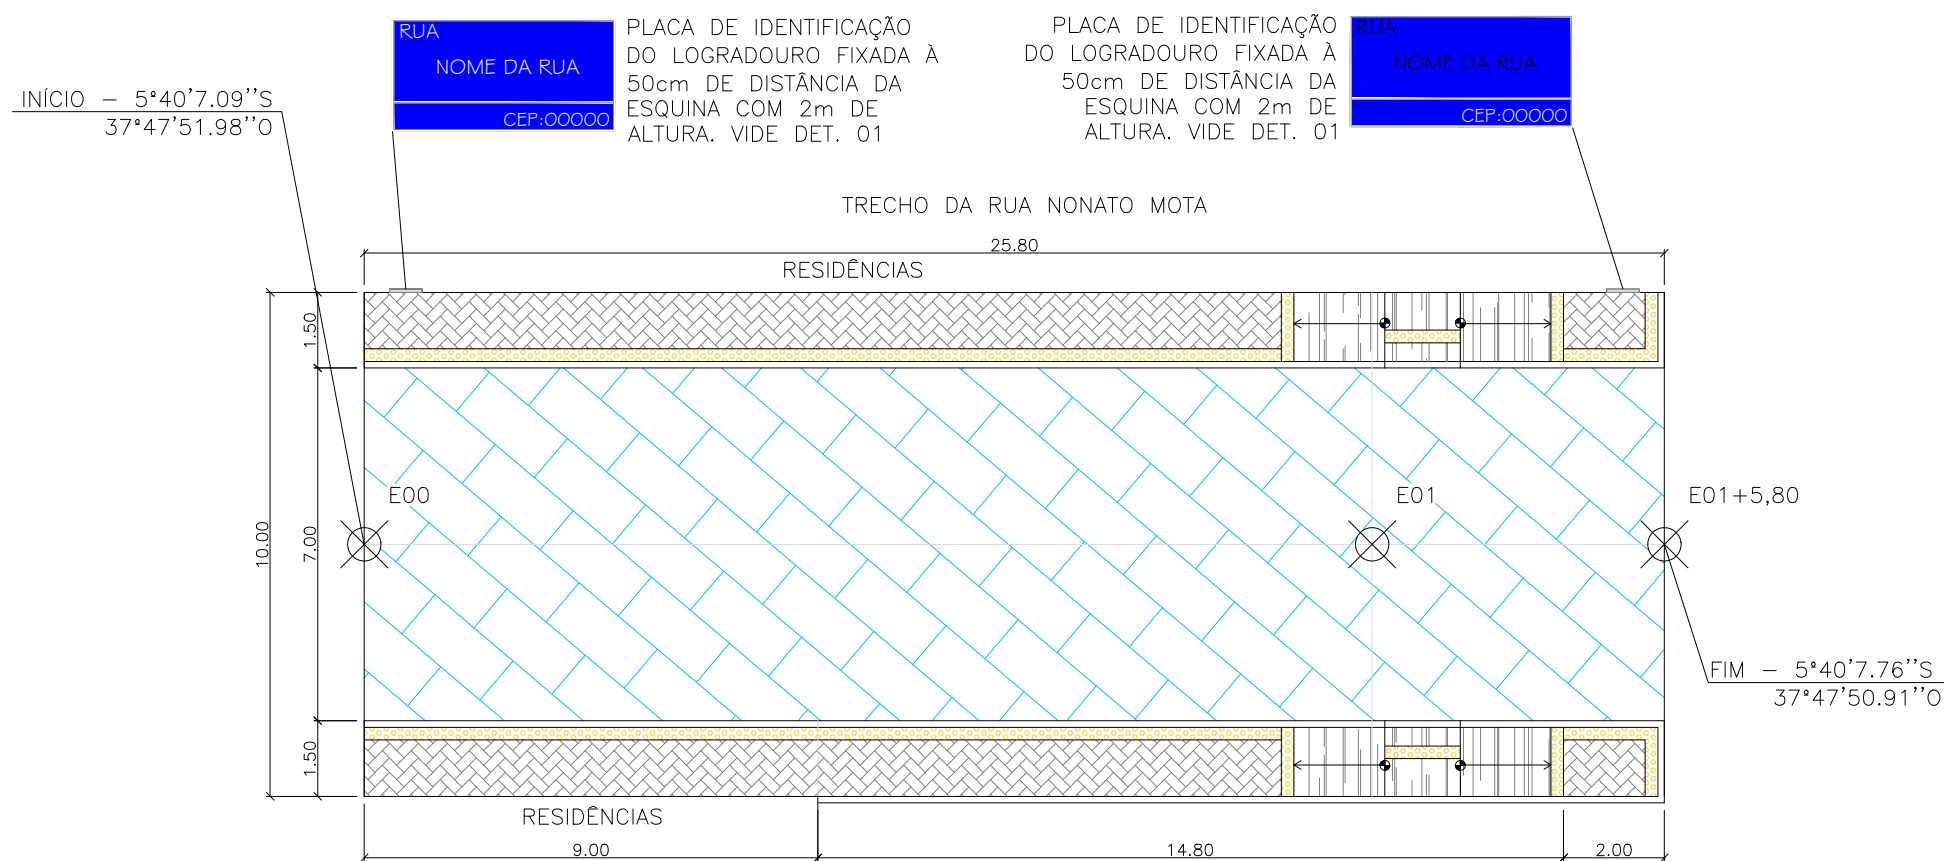 RUA
NOME DA RUA
CEP:00000
PLACA DE IDENTIFICAÇÃO
DO LOGRADOURO FIXADA À
50cm DE DISTÂNCIA DA
ESQUINA COM 2m DE
ALTURA. VIDE DET. 01
PLACA DE IDENTIFICAÇÃO
DO LOGRADOURO FIXADA À
50cm DE DISTÂNCIA DA
ESQUINA COM 2m DE
ALTURA. VIDE DET. 01
RUA
NOME DA RUA
CEP:00000
INÍCIO – 5°40'7.09''S
37°47'51.98''O
TRECHO DA RUA NONATO MOTA
25.80
RESIDÊNCIAS
1.50
10.00
7.00
1.50
E00
E01
E01+5,80
FIM – 5°40'7.76''S
37°47'50.91''O
RESIDÊNCIAS
9.00
14.80
2.00